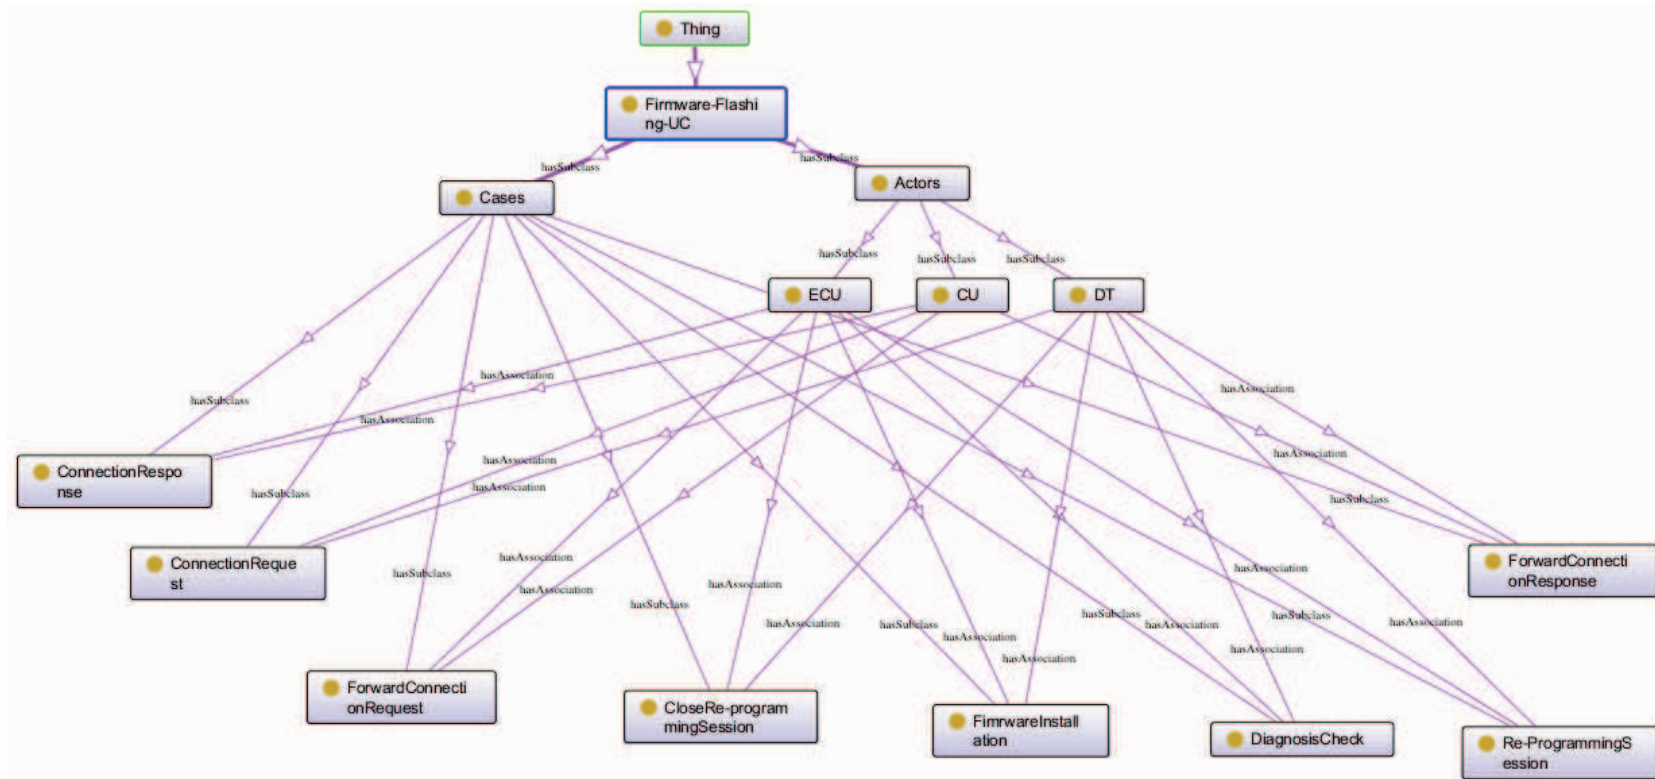 Thing
Firmware-Flashi
ng-UC
hasSubclass
hasSubclass
Cases
Actors
hasSubclass
hasSubclass
hasSubclass
ECU
CU
DT
hasAssociation
hasAssociation
hasSubclass
hasAssociation
hasAssociation
hasAssociation
hasAssociation
hasSubclass
hasSubclass
ConnectionRespo
nse
ConnectionReque
st
ForwardConnecti
onResponse
hasAssociation
hasSubclass
hasAssociation
hasAssociation
hasAssociation
hasSubclass
hasAssociation
hasSubclass
hasAssociation
hasSubclass
hasSubclass
hasAssociation
hasAssociation
hasAssociation
hasAssociation
hasAssociation
ForwardConnecti
onRequest
CloseRe-program
mingSession
FimrwareInstall
ation
DiagnosisCheck
Re-ProgrammingS
ession